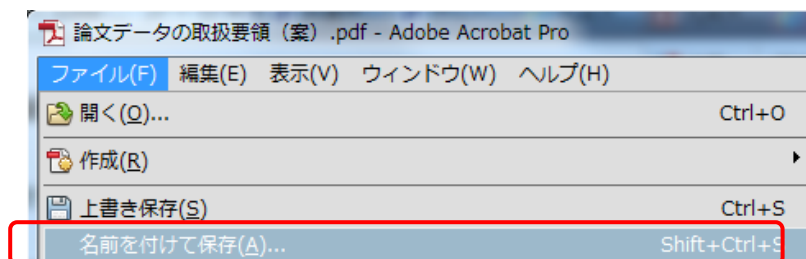 論文データの取扱要領（案）.pdf - Adobe Acrobat Pro
ファイル(F) 編集(E) 表示(V) ウィンドウ(W) ヘルプ(H)
開く(O)... Ctrl+O
作成(R)
上書き保存(S) Ctrl+S
名前を付けて保存(A)... Shift+Ctrl+S